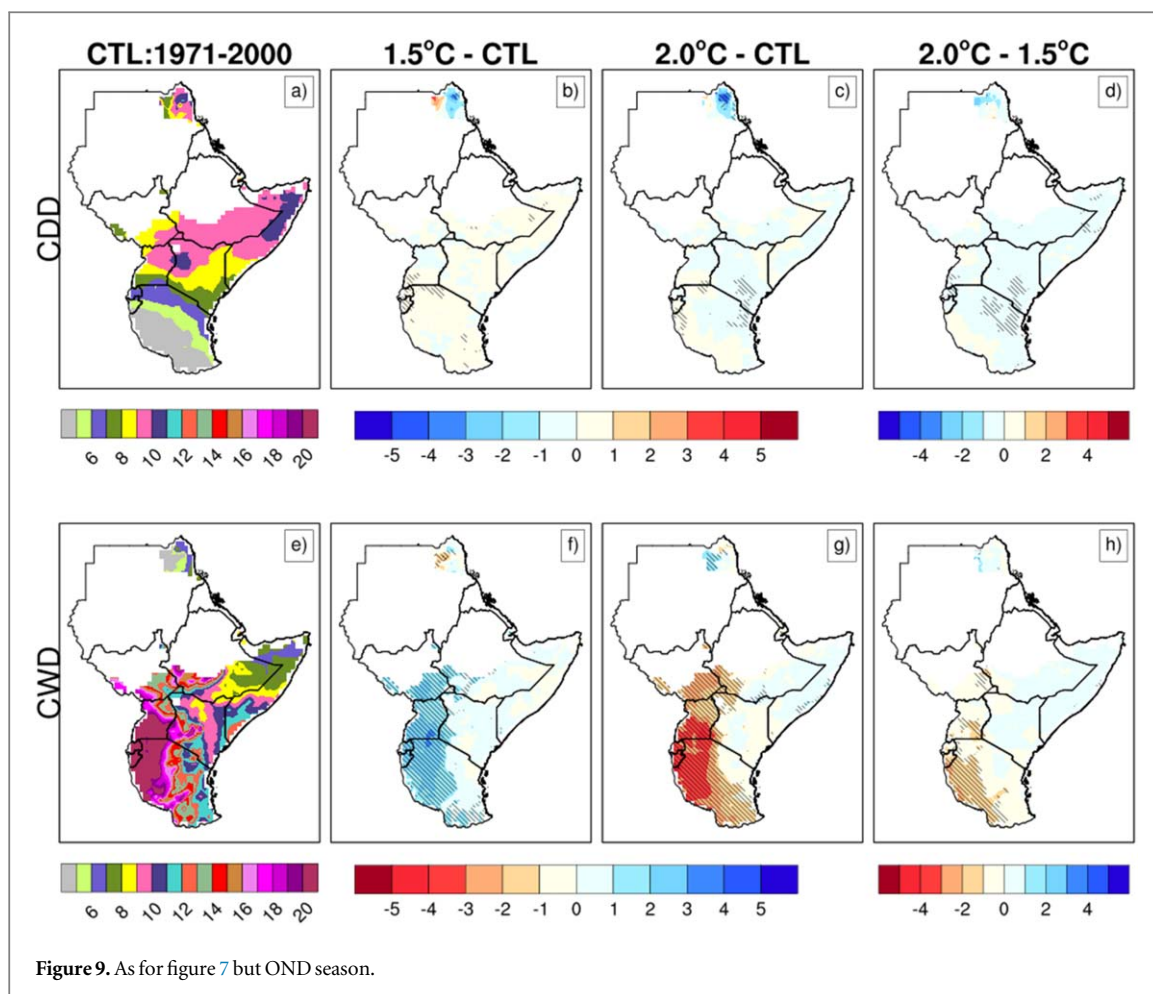 CTL:1971-2000 1.5°C - CTL 2.0°C - CTL 2.0°C - 1.5°C
CDD
a) b) c) d)
6 8 10 12 14 16 18 20
-5 -4 -3 -2 -1 0 1 2 3 4 5
-4 -2 0 2 4
CWD
e) f) g) h)
6 8 10 12 14 16 18 20
-5 -4 -3 -2 -1 0 1 2 3 4 5
-4 -2 0 2 4
Figure 9. As for figure 7 but OND season.